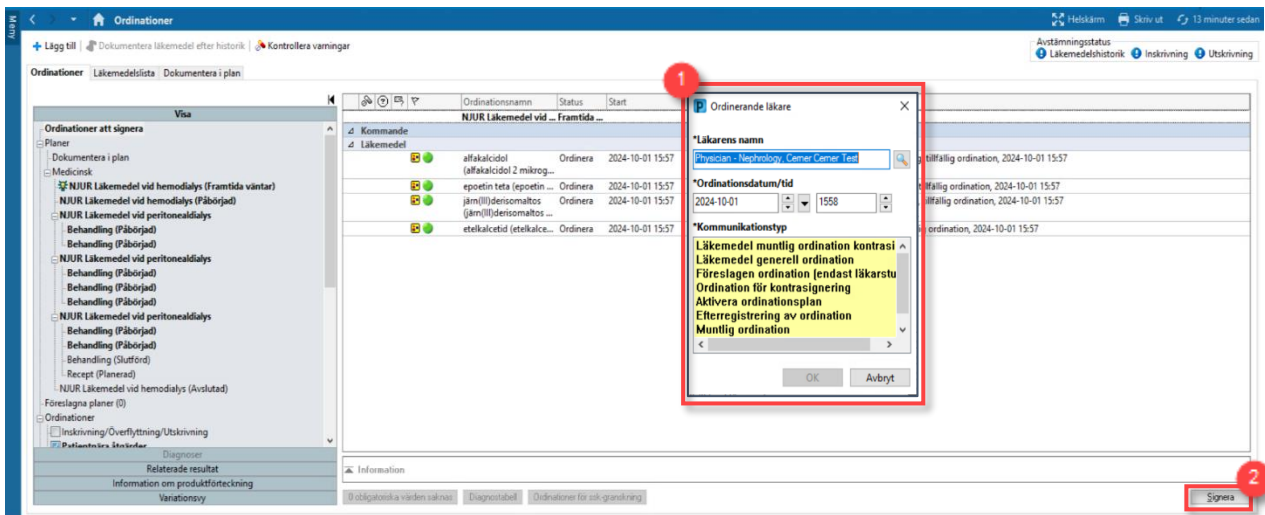 Meny
Ordinationer
Helskärm Skriv ut 13 minuter sedan
Lägg till Dokumentera läkemedel efter historik Kontrollera varningar
Avstämningsstatus
Läkemedelshistorik Inskrivning Utskrivning
Ordinationer Läkemedelslista Dokumentera i plan
1
Visa
Ordinationer att signera
Planer
Dokumentera i plan
Medicinsk
NJUR Läkemedel vid hemodialys (Framtida väntar)
NJUR Läkemedel vid hemodialys (Påbörjad)
NJUR Läkemedel vid peritonealdialys
Behandling (Påbörjad)
Behandling (Påbörjad)
NJUR Läkemedel vid peritonealdialys
Behandling (Påbörjad)
Behandling (Påbörjad)
Behandling (Påbörjad)
NJUR Läkemedel vid peritonealdialys
Behandling (Påbörjad)
Behandling (Påbörjad)
Behandling (Slutförd)
Recept (Planerad)
NJUR Läkemedel vid hemodialys (Avslutad)
Föreslagna planer (0)
Ordinationer
Inskrivning/Överflyttning/Utskrivning
Patientnära åtgärder
Diagnoser
Relaterade resultat
Information om produktförteckning
Variationsvy
Ordinationsnamn Status Start
NJUR Läkemedel vid ... Framtida ...
Kommande
Läkemedel
alfakalcidol Ordinera 2024-10-01 15:57 tillfällig ordination, 2024-10-01 15:57
(alfakalcidol 2 mikrog...
epoetin teta (epoetin ... Ordinera 2024-10-01 15:57 tillfällig ordination, 2024-10-01 15:57
järn(III)derisomaltos Ordinera 2024-10-01 15:57 tillfällig ordination, 2024-10-01 15:57
(järn(III)derisomaltos ...
etelkalcetid (etelkalce... Ordinera 2024-10-01 15:57 ordination, 2024-10-01 15:57
P Ordinerande läkare
*Läkarens namn
Physician - Nephrology, Cerner Cerner Test
*Ordinationsdatum/tid
2024-10-01 1558
*Kommunikationstyp
Läkemedel muntlig ordination kontrasi
Läkemedel generell ordination
Föreslagen ordination (endast läkarstu
Ordination för kontrasignering
Aktivera ordinationsplan
Efterregistrering av ordination
Muntlig ordination
OK Avbryt
Information
0 obligatoriska värden saknas Diagnostabell Ordinationer för sek-granskning
2
Signera